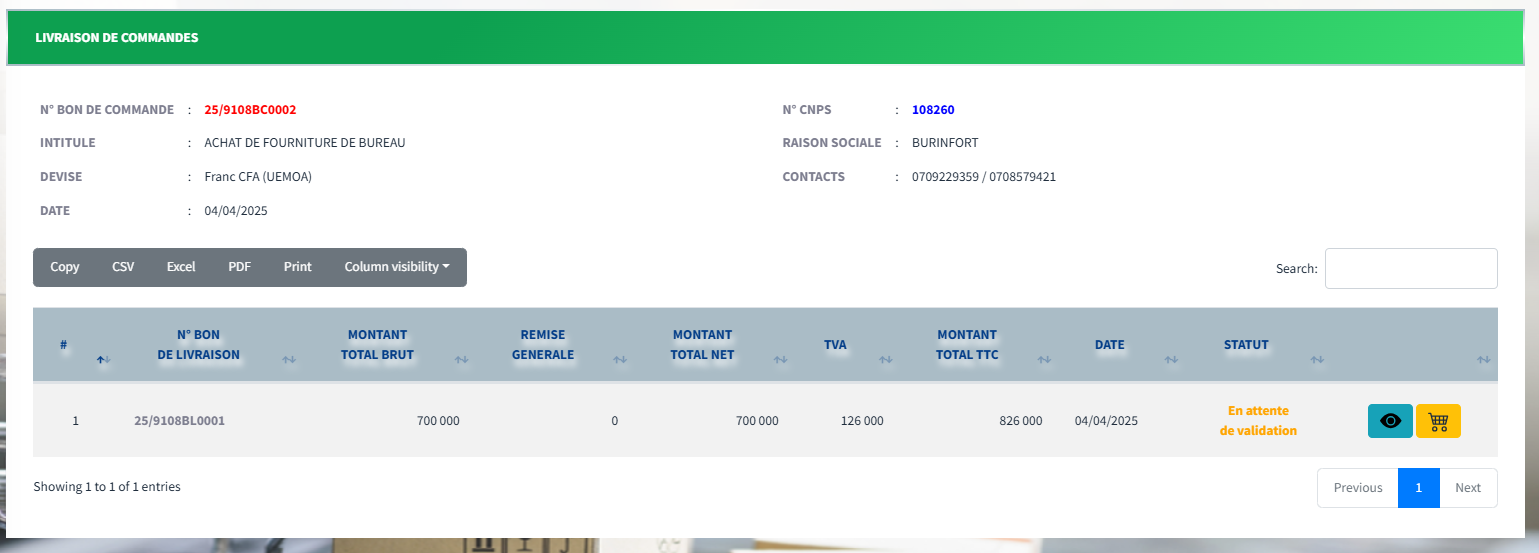 LIVRAISON DE COMMANDES
N° BON DE COMMANDE : 25/9108BC0002
N° CNPS : 108260
INTITULE : ACHAT DE FOURNITURE DE BUREAU
RAISON SOCIALE : BURINFORT
DEVISE : Franc CFA (UEMOA)
CONTACTS : 0709229359 / 0708579421
DATE : 04/04/2025
Copy CSV Excel PDF Print Column visibility
Search:
# N° BON DE LIVRAISON MONTANT TOTAL BRUT REMISE GENERALE MONTANT TOTAL NET TVA MONTANT TOTAL TTC DATE STATUT
1 25/9108BL0001 700 000 0 700 000 126 000 826 000 04/04/2025 En attente de validation
Showing 1 to 1 of 1 entries
Previous 1 Next